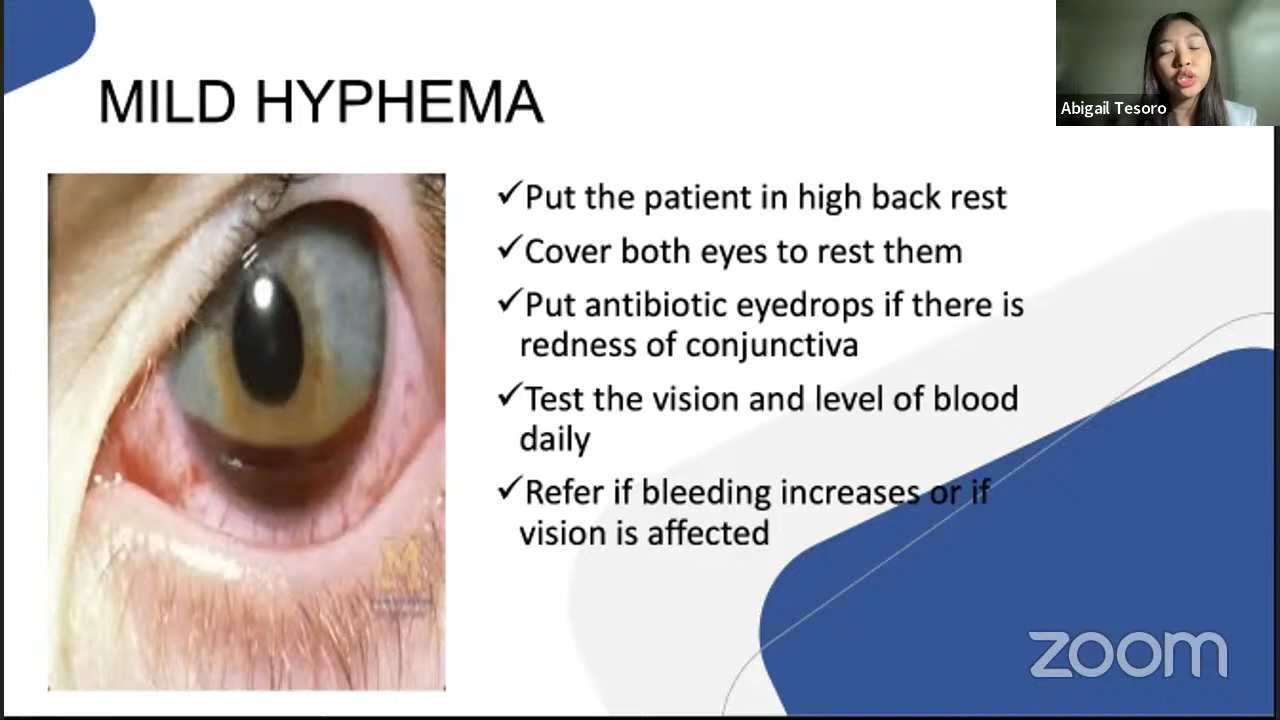 MILD HYPHEMA
Abigail Tesoro
✓Put the patient in high back rest
✓Cover both eyes to rest them
✓Put antibiotic eyedrops if there is
redness of conjunctiva
✓Test the vision and level of blood
daily
✓Refer if bleeding increases or if
vision is affected
M
zoom